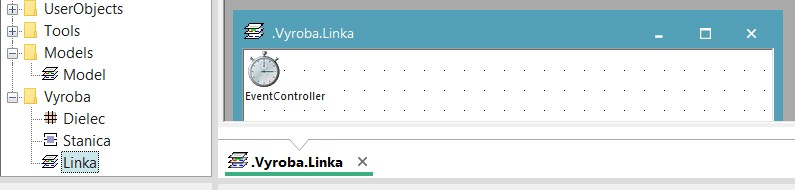 UserObjects
Tools
Models
Model
Vyroba
Dielec
Stanica
Linka
.Vyroba.Linka
EventController
.Vyroba.Linka